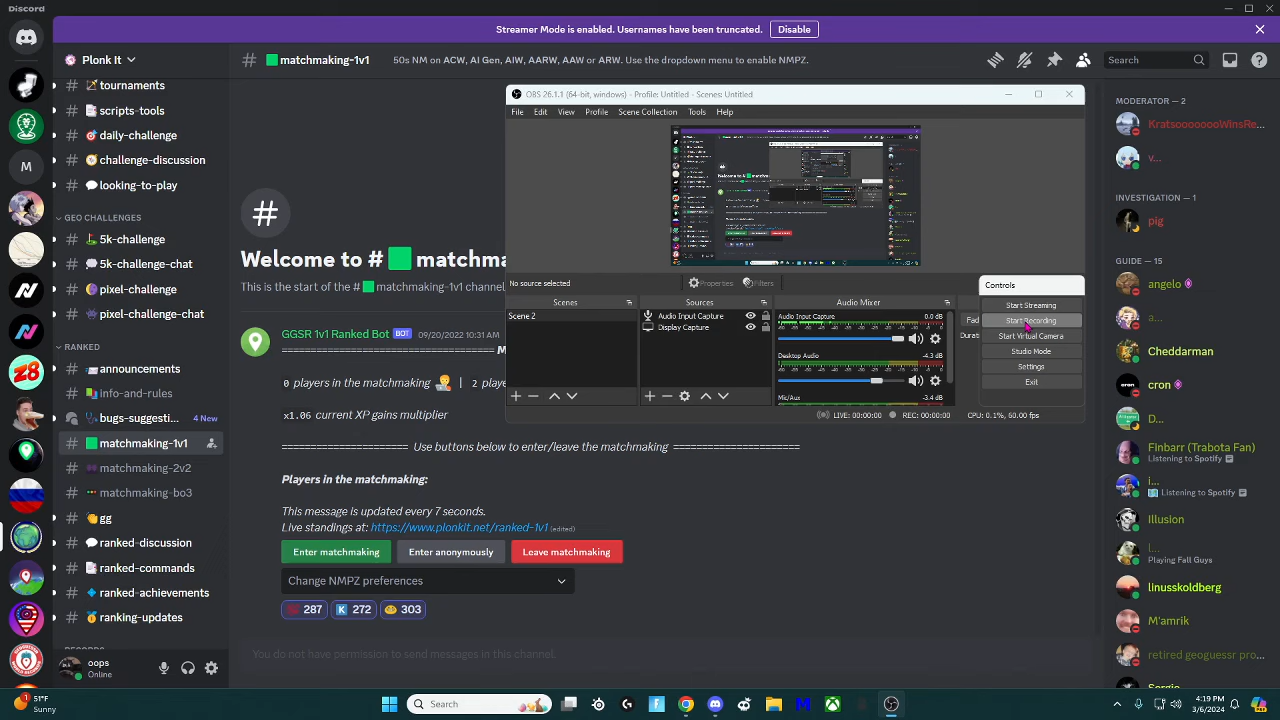 Discord
Streamer Mode is enabled. Usernames have been truncated.
Disable
Plonk it
matchmaking-1v1
50s NM on ACW, AI Gen, AIW, AARW, AAW or ARW. Use the dropdown menu to enable NMPZ.
Search
tournaments
scripts-tools
daily-challenge
challenge-discussion
looking-to-play
GEO CHALLENGES
5k-challenge
5k-challenge-chat
pixel-challenge
pixel-challenge-chat
RANKED
announcements
info-and-rules
bugs-suggesti...
4 New
matchmaking-1v1
matchmaking-2v2
matchmaking-bo3
gg
ranked-discussion
ranked-commands
ranked-achievements
ranking-updates
oops
Online
Welcome to #
This is the start of the #
matchmaking-1v1 channel
GGSR 1v1 Ranked Bot
BOT
09/20/2022 10:31 AM
0 players in the matchmaking
| 2 playe
x1.06 current XP gains multiplier
==================== Use buttons below to enter/leave the matchmaking ====================
Players in the matchmaking:
This message is updated every 7 seconds.
Live standings at: https://www.plonkit.net/ranked-1v1 (edited)
Enter matchmaking
Enter anonymously
Leave matchmaking
Change NMPZ preferences
287
272
303
You do not have permission to send messages in this channel.
OBS 26.1.1 (64-bit, windows) - Profile: Untitled - Scenes: Untitled
File Edit View Profile Scene Collection Tools Help
No source selected
Properties
Filters
Scenes
Scene 2
Sources
Audio Input Capture
Display Capture
Audio Mixer
Audio Input Capture
0.0 dB
Desktop Audio
-4.3 dB
Mic/Aux
-3.4 dB
Fad
Durati
Controls
Start Streaming
Start Recording
Start Virtual Camera
Studio Mode
Settings
Exit
LIVE: 00:00:00
REC: 00:00:00
CPU: 0.1%, 60.00 fps
MODERATOR — 2
KratsoooooooWinsRe...
v...
INVESTIGATION — 1
pig
GUIDE — 15
angelo
a...
Cheddarman
cron
D...
Finbarr (Trabota Fan)
Listening to Spotify
i...
Listening to Spotify
Illusion
l...
Playing Fall Guys
linusskoldberg
M'amrik
retired geoguessr pro...
51°F
Sunny
Search
4:19 PM
3/6/2024